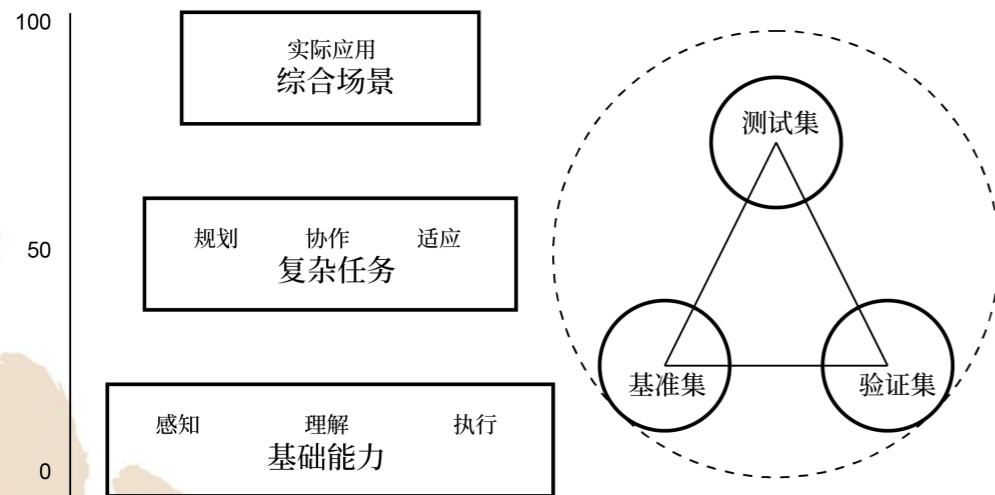 100
实际应用
综合场景
50
规划 协作 适应
复杂任务
0
感知 理解 执行
基础能力
测试集
基准集 验证集